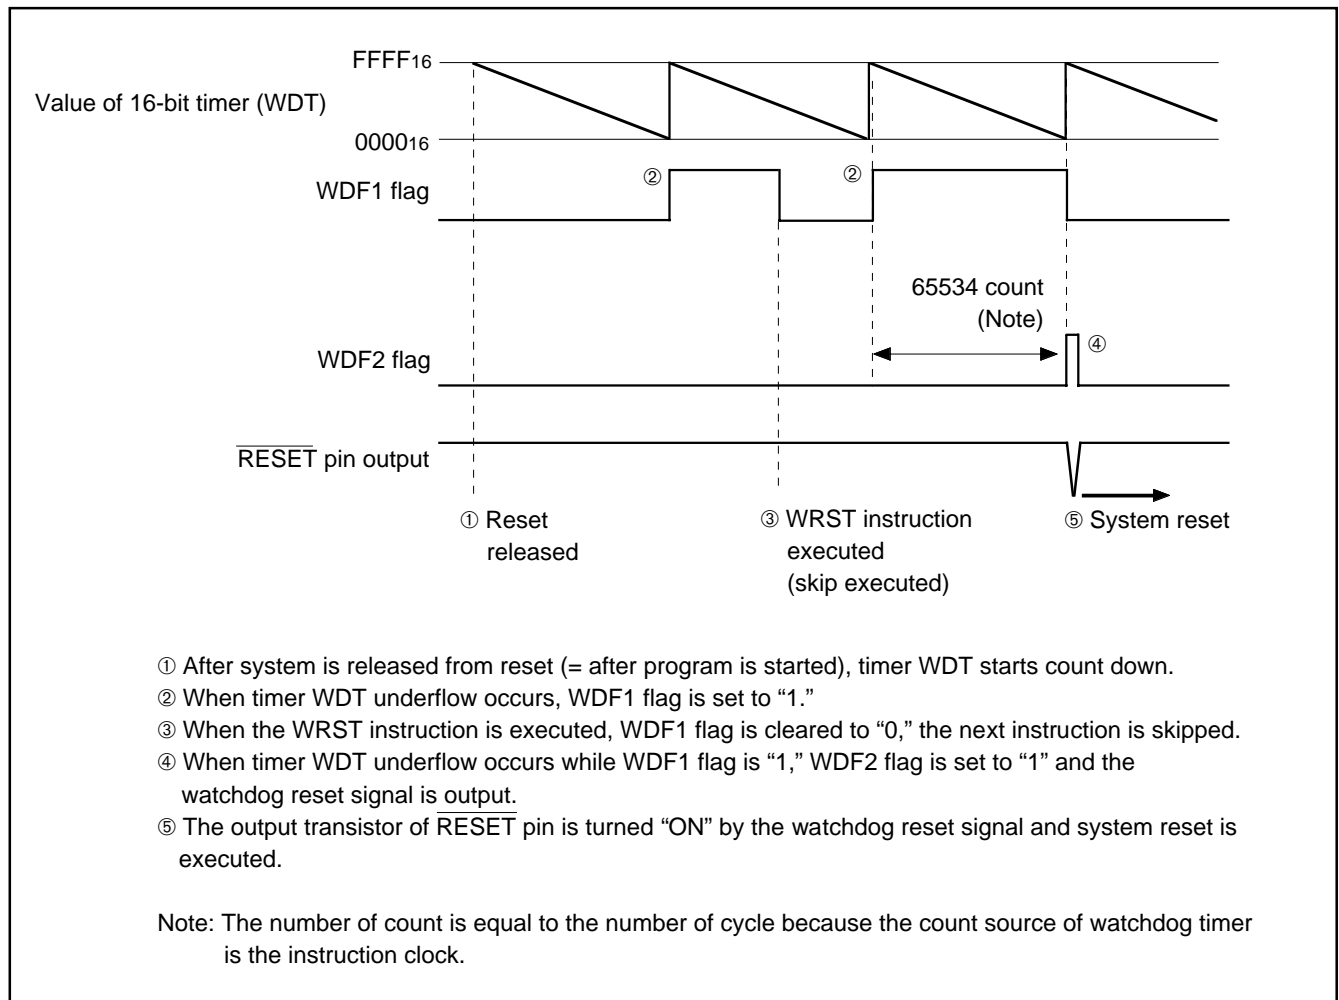 FFFF16
Value of 16-bit timer (WDT)
000016
② ②
WDF1 flag
65534 count
(Note)
④
WDF2 flag
RESET pin output
① Reset
released
③ WRST instruction
executed
(skip executed)
⑤ System reset
① After system is released from reset (= after program is started), timer WDT starts count down.
② When timer WDT underflow occurs, WDF1 flag is set to “1.”
③ When the WRST instruction is executed, WDF1 flag is cleared to “0,” the next instruction is skipped.
④ When timer WDT underflow occurs while WDF1 flag is “1,” WDF2 flag is set to “1” and the
watchdog reset signal is output.
⑤ The output transistor of RESET pin is turned “ON” by the watchdog reset signal and system reset is
executed.
Note: The number of count is equal to the number of cycle because the count source of watchdog timer
is the instruction clock.